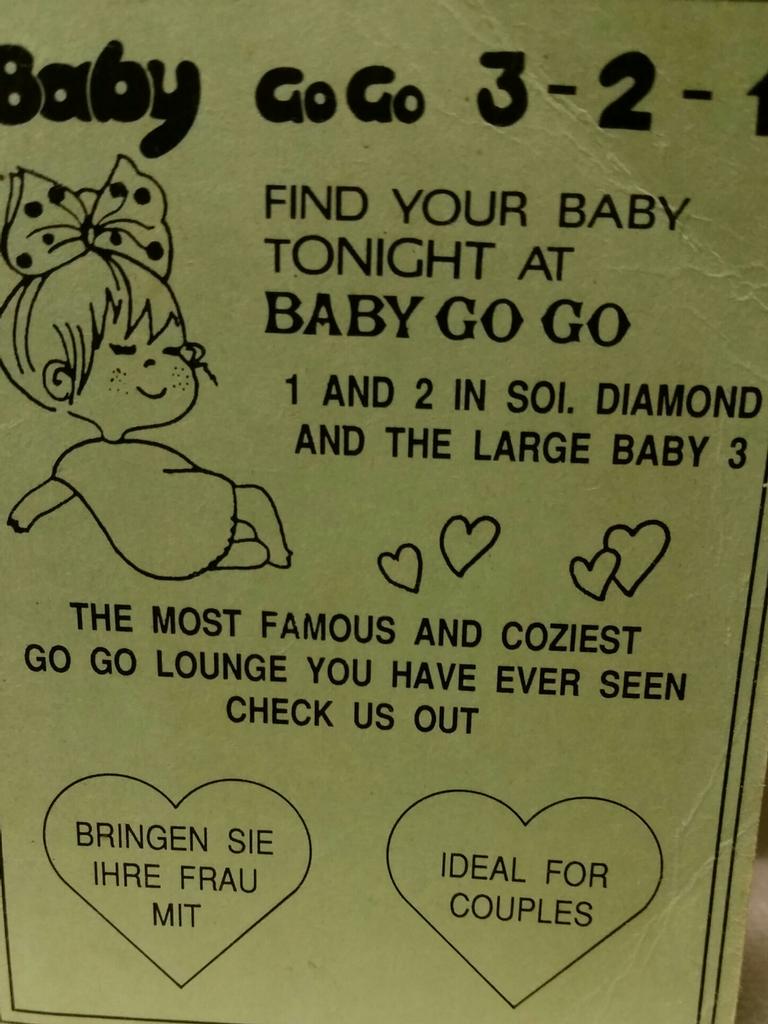 Baby GoGo 3-2-1
FIND YOUR BABY
TONIGHT AT
BABY GO GO
1 AND 2 IN SOI. DIAMOND
AND THE LARGE BABY 3
THE MOST FAMOUS AND COZIEST
GO GO LOUNGE YOU HAVE EVER SEEN
CHECK US OUT
BRINGEN SIE
IHRE FRAU
MIT
IDEAL FOR
COUPLES